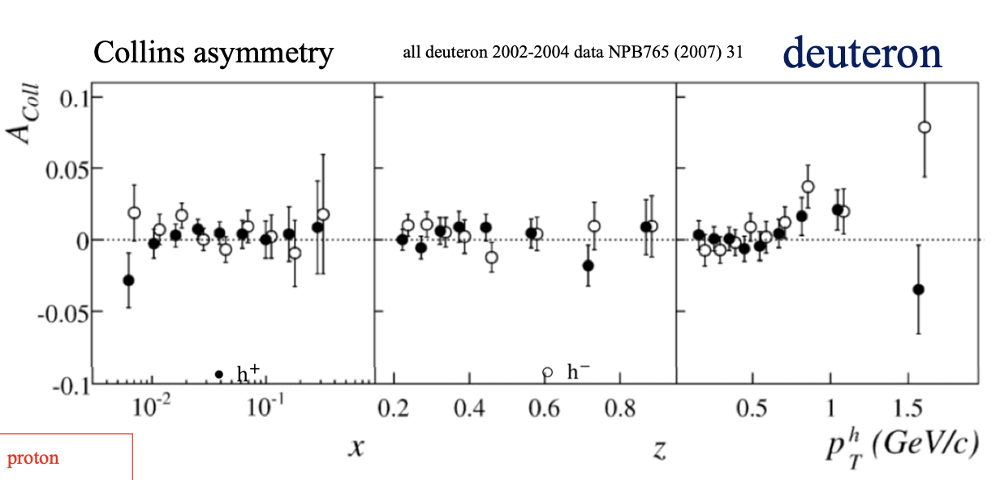 Collins asymmetry
all deuteron 2002-2004 data NPB765 (2007) 31
deuteron
A_Coll
0.1
0.05
0
-0.05
-0.1
h⁺
h⁻
10⁻² 10⁻¹
0.2 0.4 0.6 0.8
0.5 1 1.5
x
z
p_T^h (GeV/c)
proton